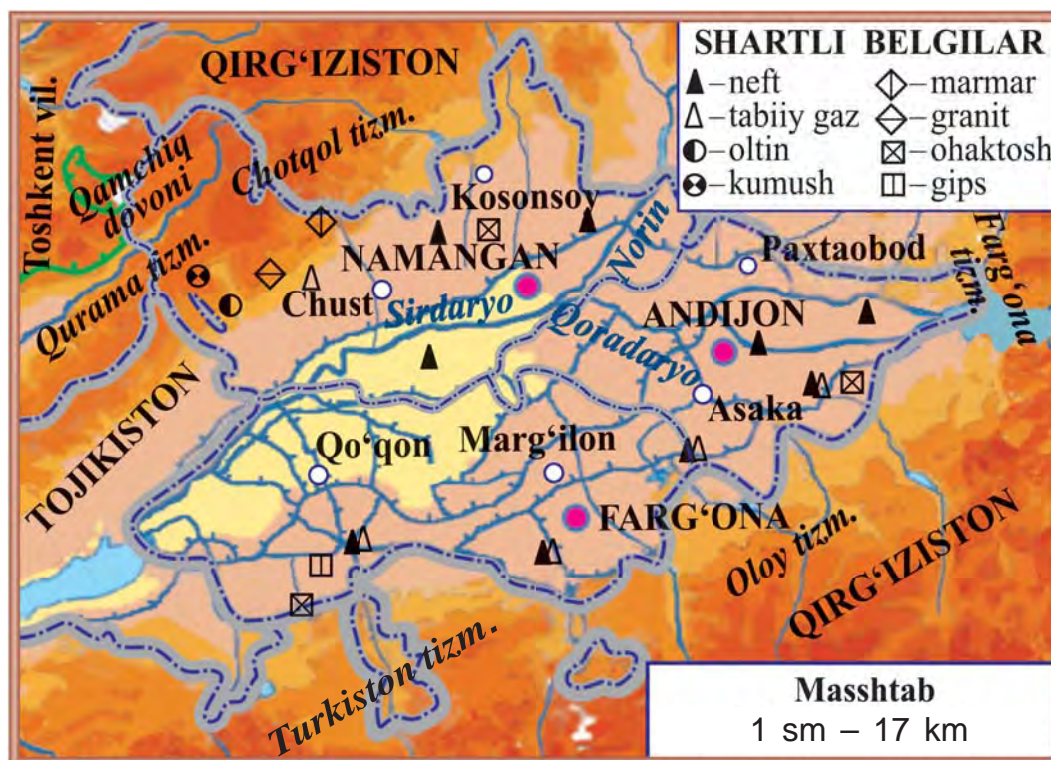 QIRG‘IZISTON
SHARTLI BELGILAR
– neft
– tabiiy gaz
– oltin
– kumush
– marmar
– granit
– ohaktosh
– gips
Toshkent vil.
Qamchiq
dovoni
Chotqol tizm.
Qurama tizm.
Kosonsoy
NAMANGAN
Chust
Sirdaryo
Norin
Qoradaryo
Paxtaobod
Farg‘ona
tizm.
ANDIJON
Asaka
TOJIKISTON
Qo‘qon
Marg‘ilon
FARG‘ONA
Oloy tizm.
QIRG‘IZISTON
Turkiston tizm.
Masshtab
1 sm – 17 km